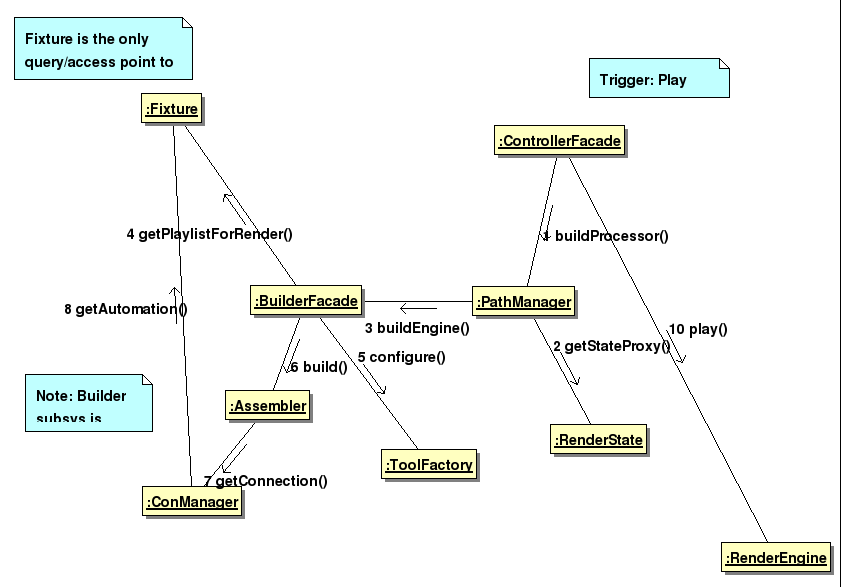 Fixture is the only
query/access point to
Trigger: Play
:Fixture
:ControllerFacade
4 getPlaylistForRender()
1 buildProcessor()
:BuilderFacade
:PathManager
8 getAutomation()
3 buildEngine()
10 play()
2 getStateProxy()
5 configure()
6 build()
Note: Builder
subsys is
:Assembler
:RenderState
:ToolFactory
7 getConnection()
:ConManager
:RenderEngine